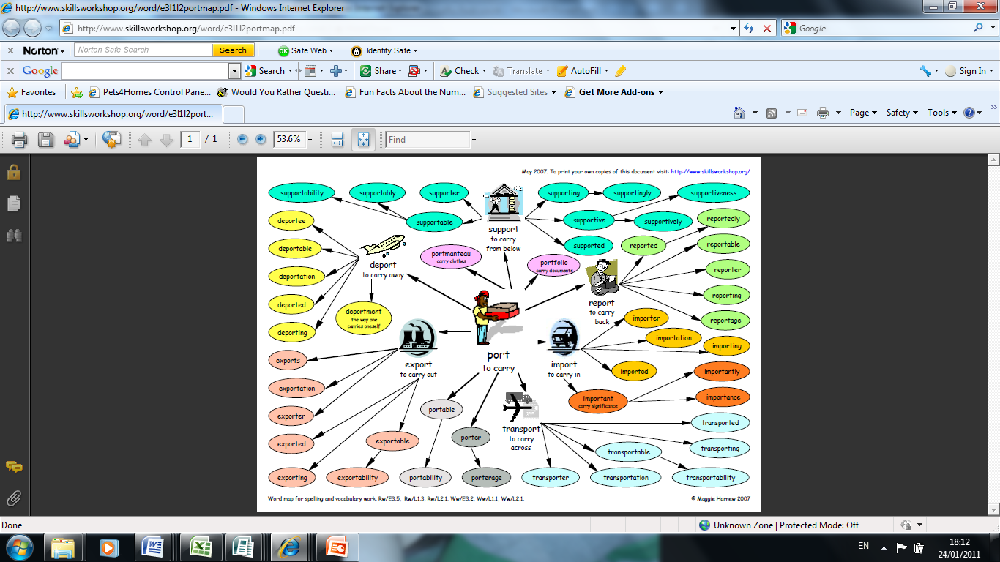 http://www.skillsworkshop.org/word/e3l1l2portmap.pdf - Windows Internet Explorer
http://www.skillsworkshop.org/word/e3l1l2portmap.pdf
Google
X Norton Norton Safe Search Search OK Safe Web Identity Safe
X Google Search Share Check Translate AutoFill Sign In
Favorites Pets4Homes Control Pane... Would You Rather Questi... Fun Facts About the Num... Suggested Sites Get More Add-ons
http://www.skillsworkshop.org/word/e3l1l2port...
Page Safety Tools
1 / 1 53.6% Find
May 2007. To print your own copies of this document visit: http://www.skillsworkshop.org/
supportability supportably supporter supporting supportingly supportiveness
supportable
support
to carry
from below
supportive supportively
supported
deportee
deportable
deportation
deported
deporting
deport
to carry away
deportment
the way one
carries oneself
portmanteau
carry clothes
portfolio
carry documents
reported reportedly
reportable
reporter
reporting
reportage
report
to carry
back
port
to carry
export
to carry out
exports
exportation
exporter
exported
exporting
exportable
exportability
import
to carry in
importer
importation
importing
imported
important
carry significance
importantly
importance
portable
portability
porter
porterage
transport
to carry
across
transported
transporting
transportable
transporter transportation transportability
Word map for spelling and vocabulary work. Rw/E3.5, Rw/L1.3, Rw/L2.1. Ww/E3.2, Ww/L1.1, Ww/L2.1.
© Maggie Harnew 2007
Done Unknown Zone | Protected Mode: Off
EN 18:12
24/01/2011